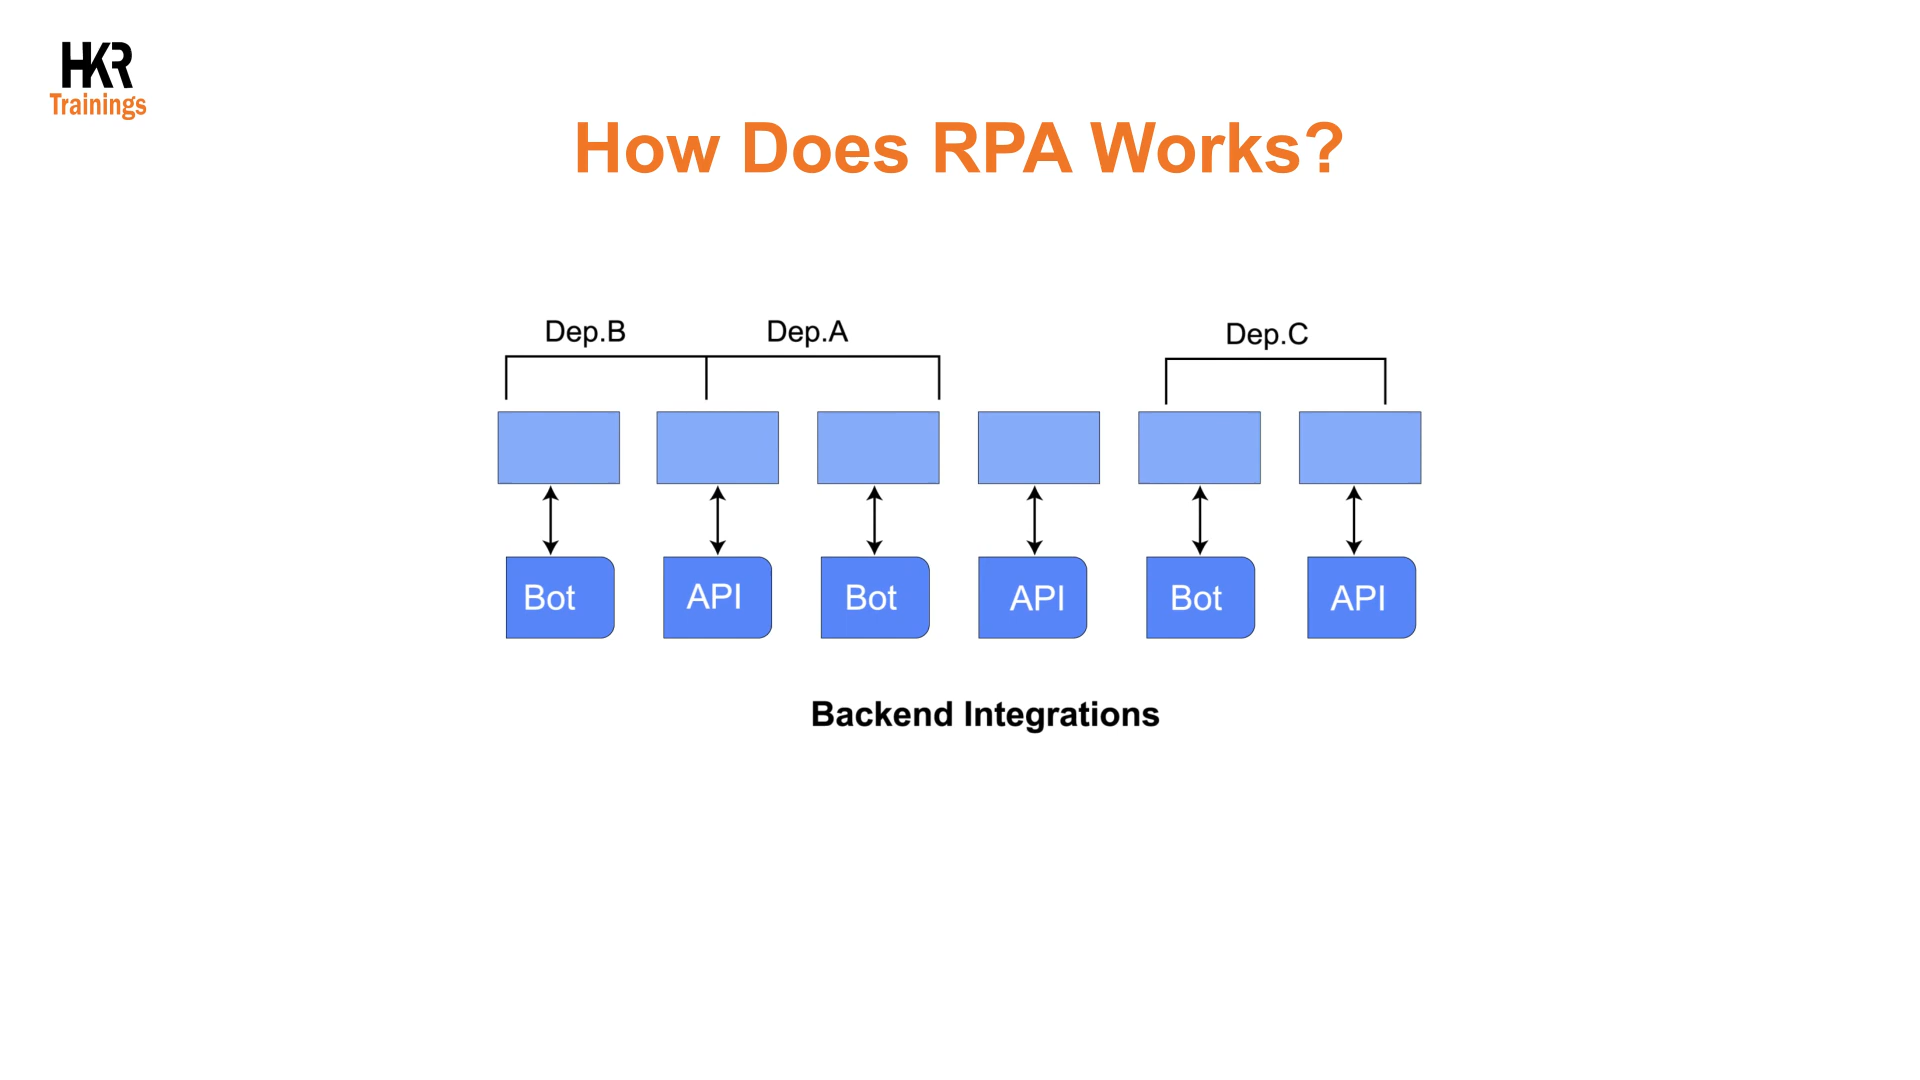 HKR
Trainings
How Does RPA Works?
Dep.B Dep.A Dep.C
Bot API Bot API Bot API
Backend Integrations